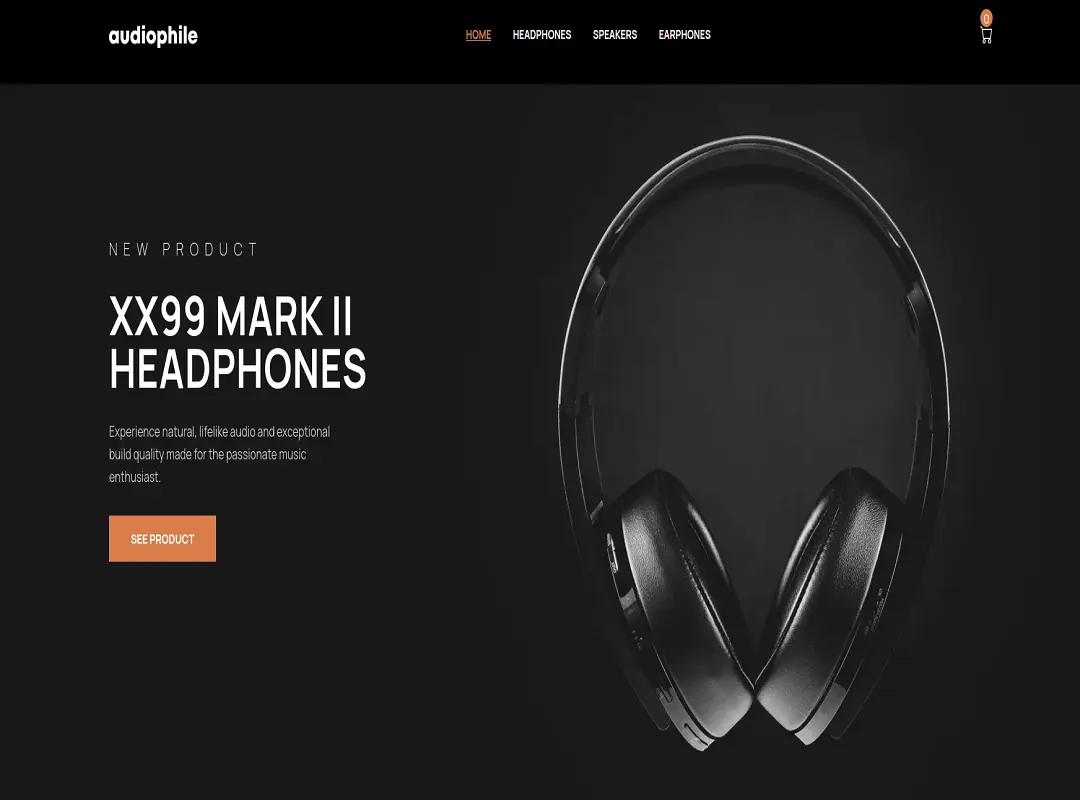 audiophile
HOME HEADPHONES SPEAKERS EARPHONES
0
NEW PRODUCT
XX99 MARK II
HEADPHONES
Experience natural, lifelike audio and exceptional
build quality made for the passionate music
enthusiast.
SEE PRODUCT